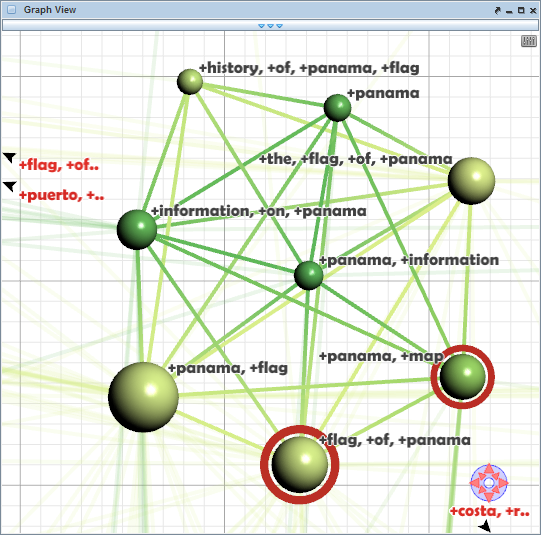 Graph View
+history, +of, +panama, +flag
+panama
+the, +flag, +of, +panama
+flag, +of..
+puerto, +..
+information, +on, +panama
+panama, +information
+panama, +map
+panama, +flag
+flag, +of, +panama
+costa, +r..